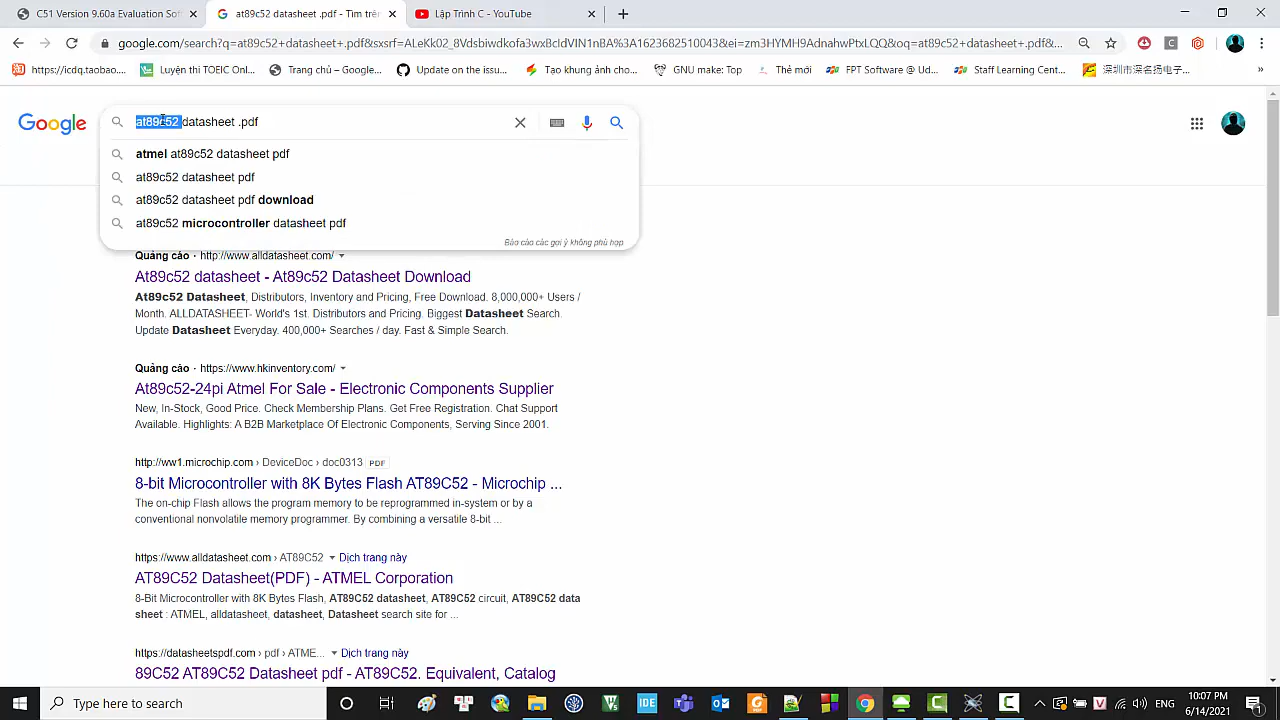 C51 Version 9.60a Evaluation Soft
at89c52 datasheet .pdf - Tìm trên
Lập Trình C - YouTube
google.com/search?q=at89c52+datasheet+.pdf&sxsrf=ALeKk02_8Vdsbiwdkofa3wBcldVIN1nBA%3A1623682510043&ei=zm3HYMH9AdnahwPtxLQQ&oq=at89c52+datasheet+.pdf&...
https://icdq.taobao....
Luyện thi TOEIC Onl...
Trang chủ – Google...
Update on the issu...
Tạo khung ảnh cho...
GNU make Top
Thẻ mới
FPT Software @ Ud...
Staff Learning Cent...
深圳市深名扬电子...
Google
at89c52 datasheet .pdf
atmel at89c52 datasheet pdf
at89c52 datasheet pdf
at89c52 datasheet pdf download
at89c52 microcontroller datasheet pdf
Báo cáo các gợi ý không phù hợp
Quảng cáo · http://www.alldatasheet.com/
At89c52 datasheet - At89c52 Datasheet Download
At89c52 Datasheet, Distributors, Inventory and Pricing, Free Download. 8,000,000+ Users /
Month. ALLDATASHEET- World's 1st. Distributors and Pricing. Biggest Datasheet Search.
Update Datasheet Everyday. 400,000+ Searches / day. Fast & Simple Search.
Quảng cáo · https://www.hkinventory.com/
At89c52-24pi Atmel For Sale - Electronic Components Supplier
New, In-Stock, Good Price. Check Membership Plans. Get Free Registration. Chat Support
Available. Highlights: A B2B Marketplace Of Electronic Components, Serving Since 2001.
http://ww1.microchip.com › DeviceDoc › doc0313 PDF
8-bit Microcontroller with 8K Bytes Flash AT89C52 - Microchip ...
The on-chip Flash allows the program memory to be reprogrammed in-system or by a
conventional nonvolatile memory programmer. By combining a versatile 8-bit ...
https://www.alldatasheet.com › AT89C52 Dịch trang này
AT89C52 Datasheet(PDF) - ATMEL Corporation
8-Bit Microcontroller with 8K Bytes Flash, AT89C52 datasheet, AT89C52 circuit, AT89C52 data
sheet : ATMEL, alldatasheet, datasheet, Datasheet search site for ...
https://datasheetspdf.com › pdf › ATME... Dịch trang này
89C52 AT89C52 Datasheet pdf - AT89C52. Equivalent, Catalog
Type here to search
IDE
ENG
10:07 PM
6/14/2021